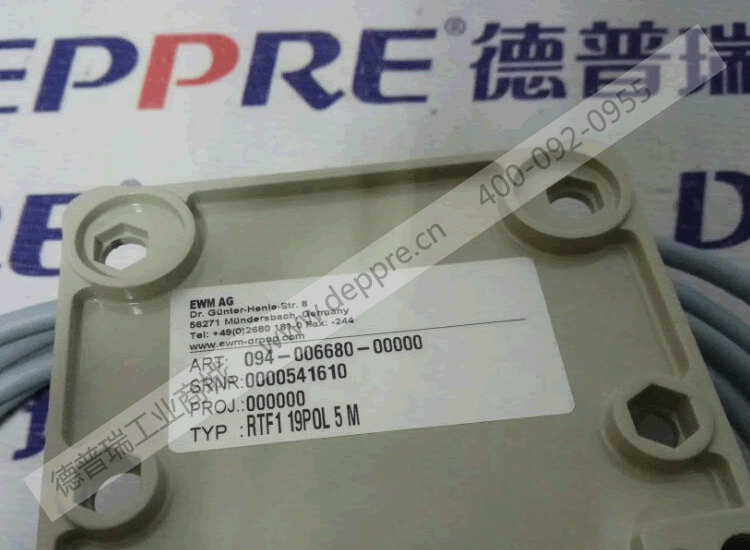 DEPPRE® 德普瑞
EWM AG
Dr. Günter-Henle-Str. 8
56271 Mündersbach, Germany
Tel: +49(0)2680 181-0 Fax: -244
www.ewm-group.com
ART: 094-006680-00000
SRNR:0000541610
PROJ.:000000
TYP :RTF1 19POL 5 M
德普瑞工业商城 www.deppre.cn 400-092-0955